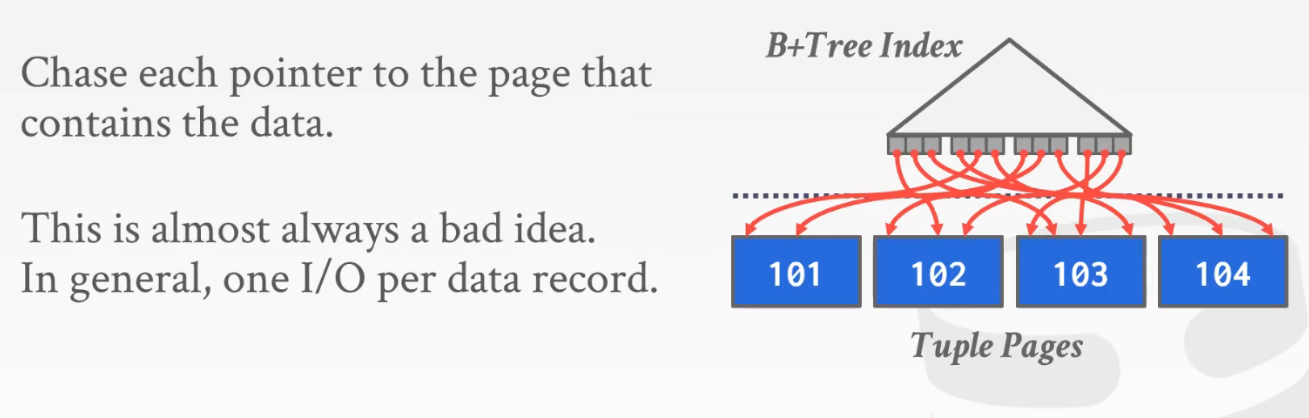 Chase each pointer to the page that
contains the data.
This is almost always a bad idea.
In general, one I/O per data record.
B+Tree Index
101 102 103 104
Tuple Pages